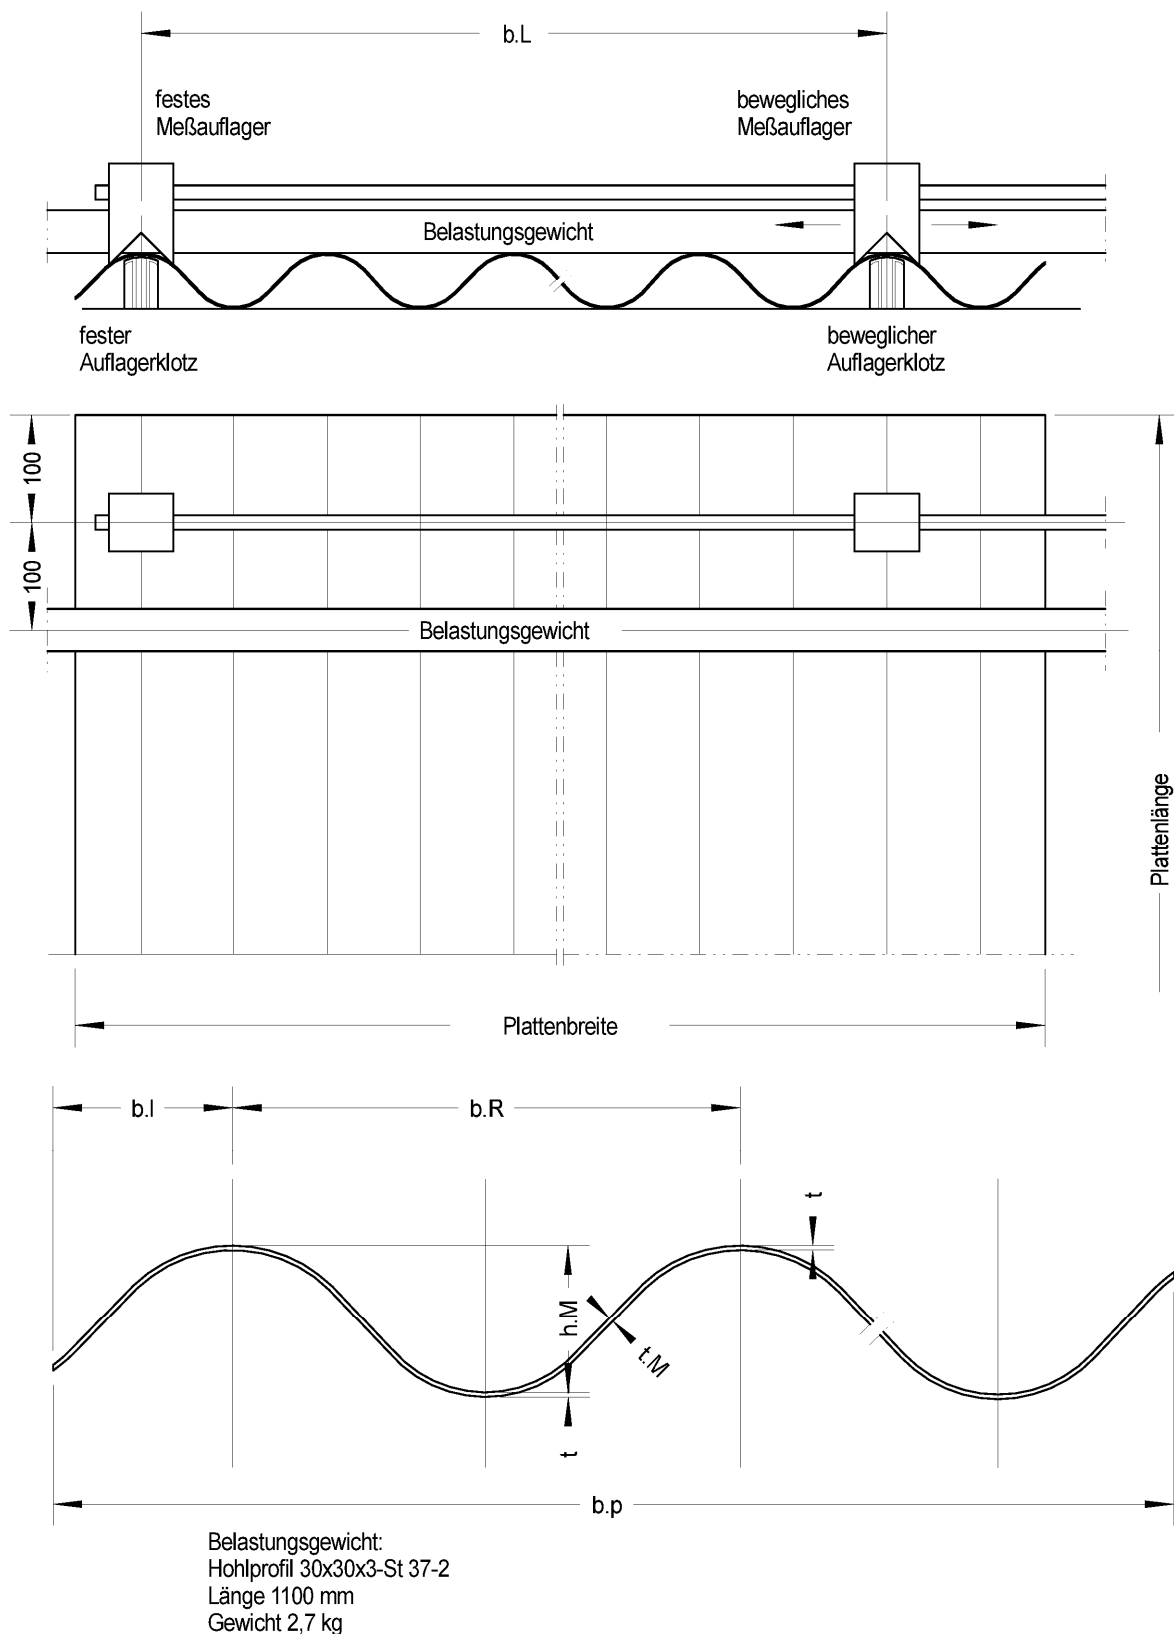 b.L
festes
Meßauflager
bewegliches
Meßauflager
Belastungsgewicht
fester
Auflagerklotz
beweglicher
Auflagerklotz
100
100
Belastungsgewicht
Plattenlänge
Plattenbreite
b.l
b.R
t
h.M
t.M
t
b.p
Belastungsgewicht:
Hohlprofil 30x30x3-St 37-2
Länge 1100 mm
Gewicht 2,7 kg